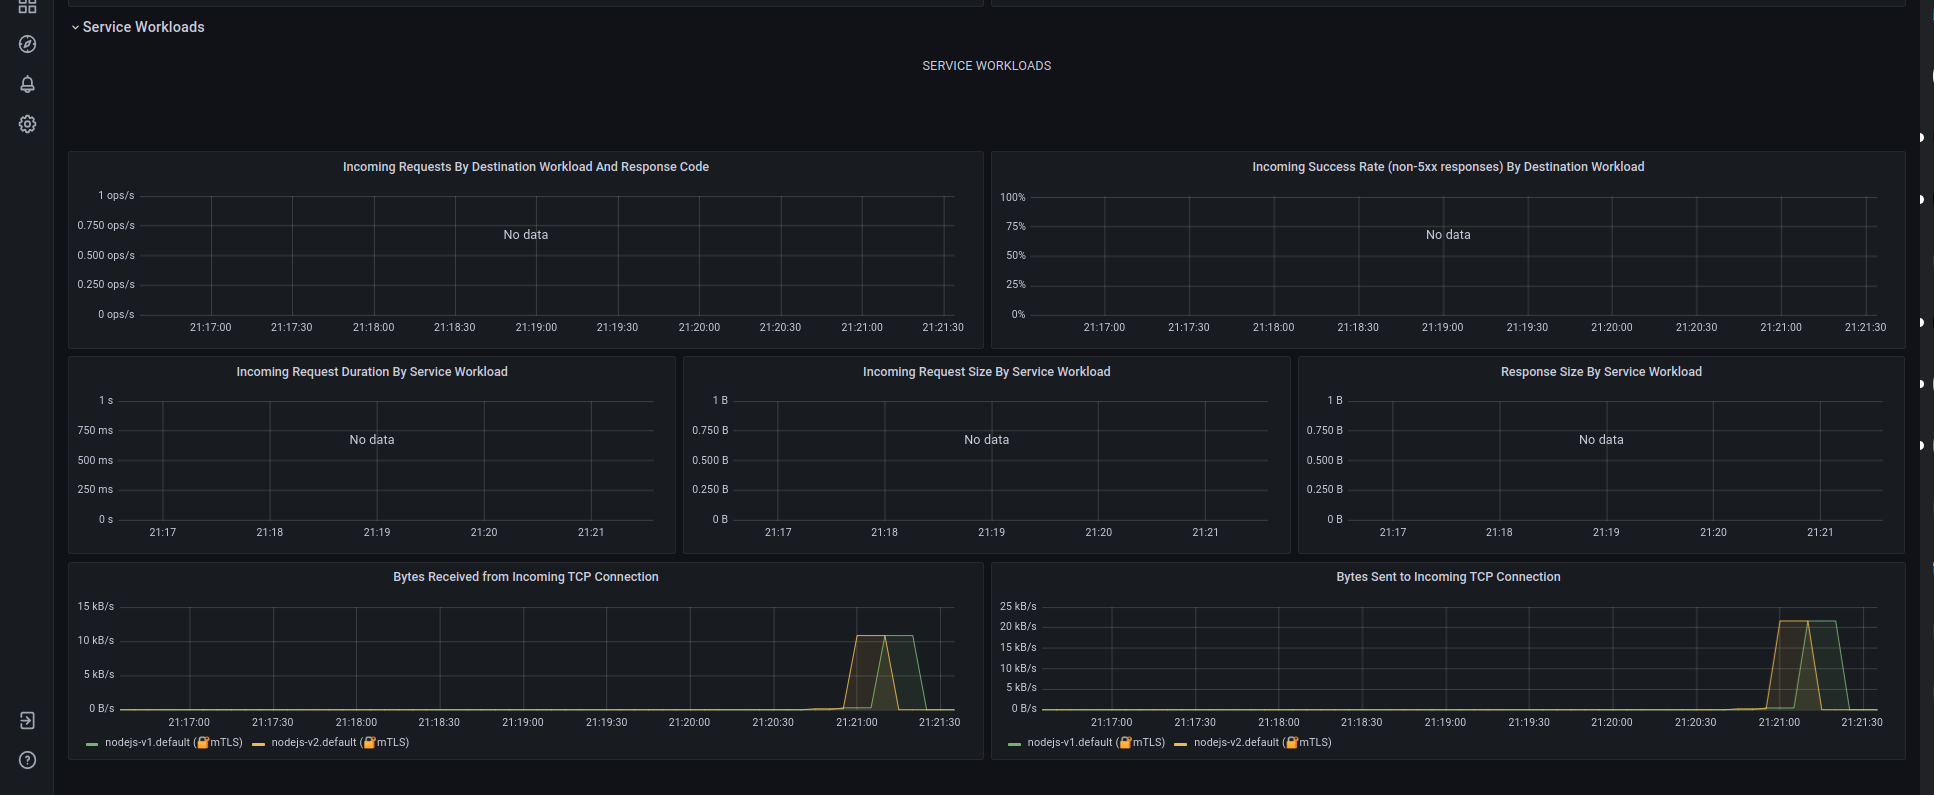 Service Workloads
SERVICE WORKLOADS
Incoming Requests By Destination Workload And Response Code
1 ops/s
0.750 ops/s
0.500 ops/s
0.250 ops/s
0 ops/s
No data
21:17:00 21:17:30 21:18:00 21:18:30 21:19:00 21:19:30 21:20:00 21:20:30 21:21:00 21:21:30
Incoming Success Rate (non-5xx responses) By Destination Workload
100%
75%
50%
25%
0%
No data
21:17:00 21:17:30 21:18:00 21:18:30 21:19:00 21:19:30 21:20:00 21:20:30 21:21:00 21:21:30
Incoming Request Duration By Service Workload
1 s
750 ms
500 ms
250 ms
0 s
No data
21:17 21:18 21:19 21:20 21:21
Incoming Request Size By Service Workload
1 B
0.750 B
0.500 B
0.250 B
0 B
No data
21:17 21:18 21:19 21:20 21:21
Response Size By Service Workload
1 B
0.750 B
0.500 B
0.250 B
0 B
No data
21:17 21:18 21:19 21:20 21:21
Bytes Received from Incoming TCP Connection
15 kB/s
10 kB/s
5 kB/s
0 B/s
21:17:00 21:17:30 21:18:00 21:18:30 21:19:00 21:19:30 21:20:00 21:20:30 21:21:00 21:21:30
nodejs-v1.default (🔐mTLS) nodejs-v2.default (🔐mTLS)
Bytes Sent to Incoming TCP Connection
25 kB/s
20 kB/s
15 kB/s
10 kB/s
5 kB/s
0 B/s
21:17:00 21:17:30 21:18:00 21:18:30 21:19:00 21:19:30 21:20:00 21:20:30 21:21:00 21:21:30
nodejs-v1.default (🔐mTLS) nodejs-v2.default (🔐mTLS)